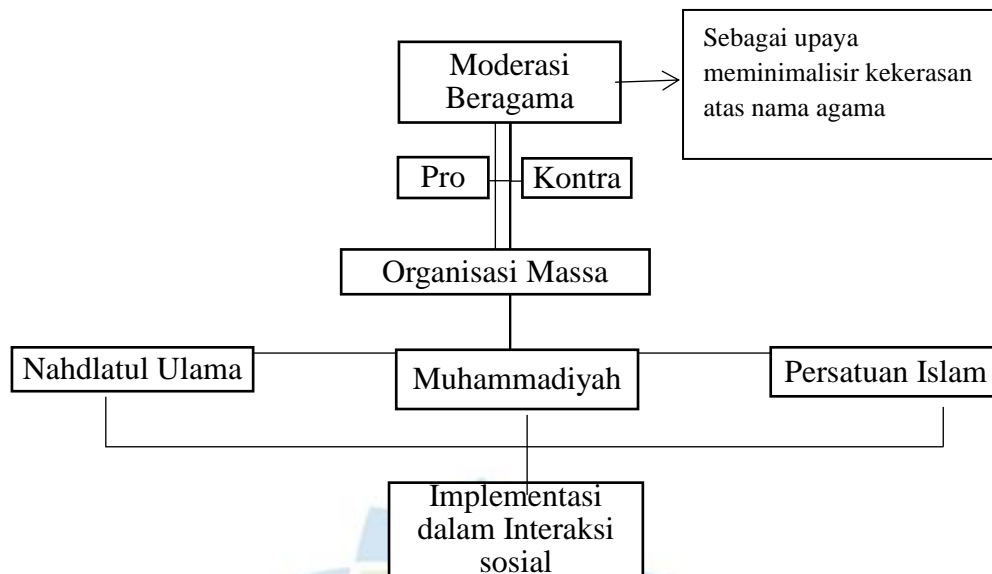 Moderasi
Beragama
Sebagai upaya
meminimalisir kekerasan
atas nama agama
Pro
Kontra
Organisasi Massa
Nahdlatul Ulama
Muhammadiyah
Persatuan Islam
Implementasi
dalam Interaksi
sosial